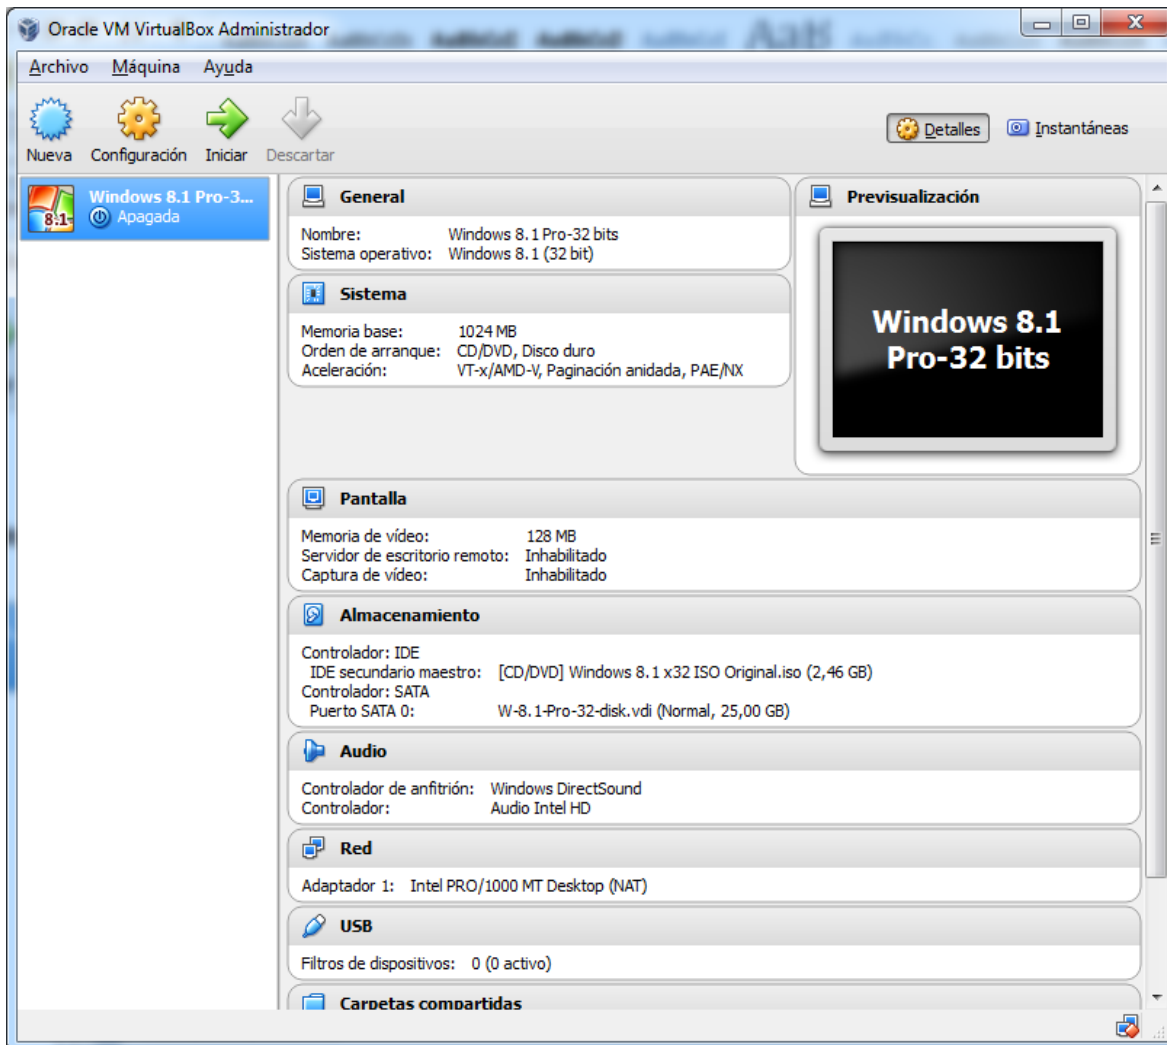 Oracle VM VirtualBox Administrador
Archivo Máquina Ayuda
Nueva Configuración Iniciar Descartar
Detalles Instantáneas
Windows 8.1 Pro-3...
Apagada
8.1
General
Nombre: Windows 8.1 Pro-32 bits
Sistema operativo: Windows 8.1 (32 bit)
Sistema
Memoria base: 1024 MB
Orden de arranque: CD/DVD, Disco duro
Aceleración: VT-x/AMD-V, Paginación anidada, PAE/NX
Previsualización
Windows 8.1
Pro-32 bits
Pantalla
Memoria de vídeo: 128 MB
Servidor de escritorio remoto: Inhabilitado
Captura de vídeo: Inhabilitado
Almacenamiento
Controlador: IDE
IDE secundario maestro: [CD/DVD] Windows 8.1 x32 ISO Original.iso (2,46 GB)
Controlador: SATA
Puerto SATA 0: W-8.1-Pro-32-disk.vdi (Normal, 25,00 GB)
Audio
Controlador de anfitrión: Windows DirectSound
Controlador: Audio Intel HD
Red
Adaptador 1: Intel PRO/1000 MT Desktop (NAT)
USB
Filtros de dispositivos: 0 (0 activo)
Carpetas compartidas